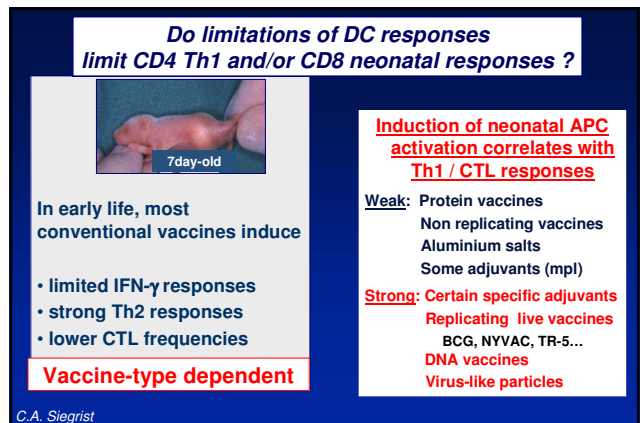 Do limitations of DC responses
limit CD4 Th1 and/or CD8 neonatal responses ?
7day-old
In early life, most
conventional vaccines induce
• limited IFN-γ responses
• strong Th2 responses
• lower CTL frequencies
Vaccine-type dependent
Induction of neonatal APC
activation correlates with
Th1 / CTL responses
Weak: Protein vaccines
Non replicating vaccines
Aluminium salts
Some adjuvants (mpl)
Strong: Certain specific adjuvants
Replicating live vaccines
BCG, NYVAC, TR-5...
DNA vaccines
Virus-like particles
C.A. Siegrist